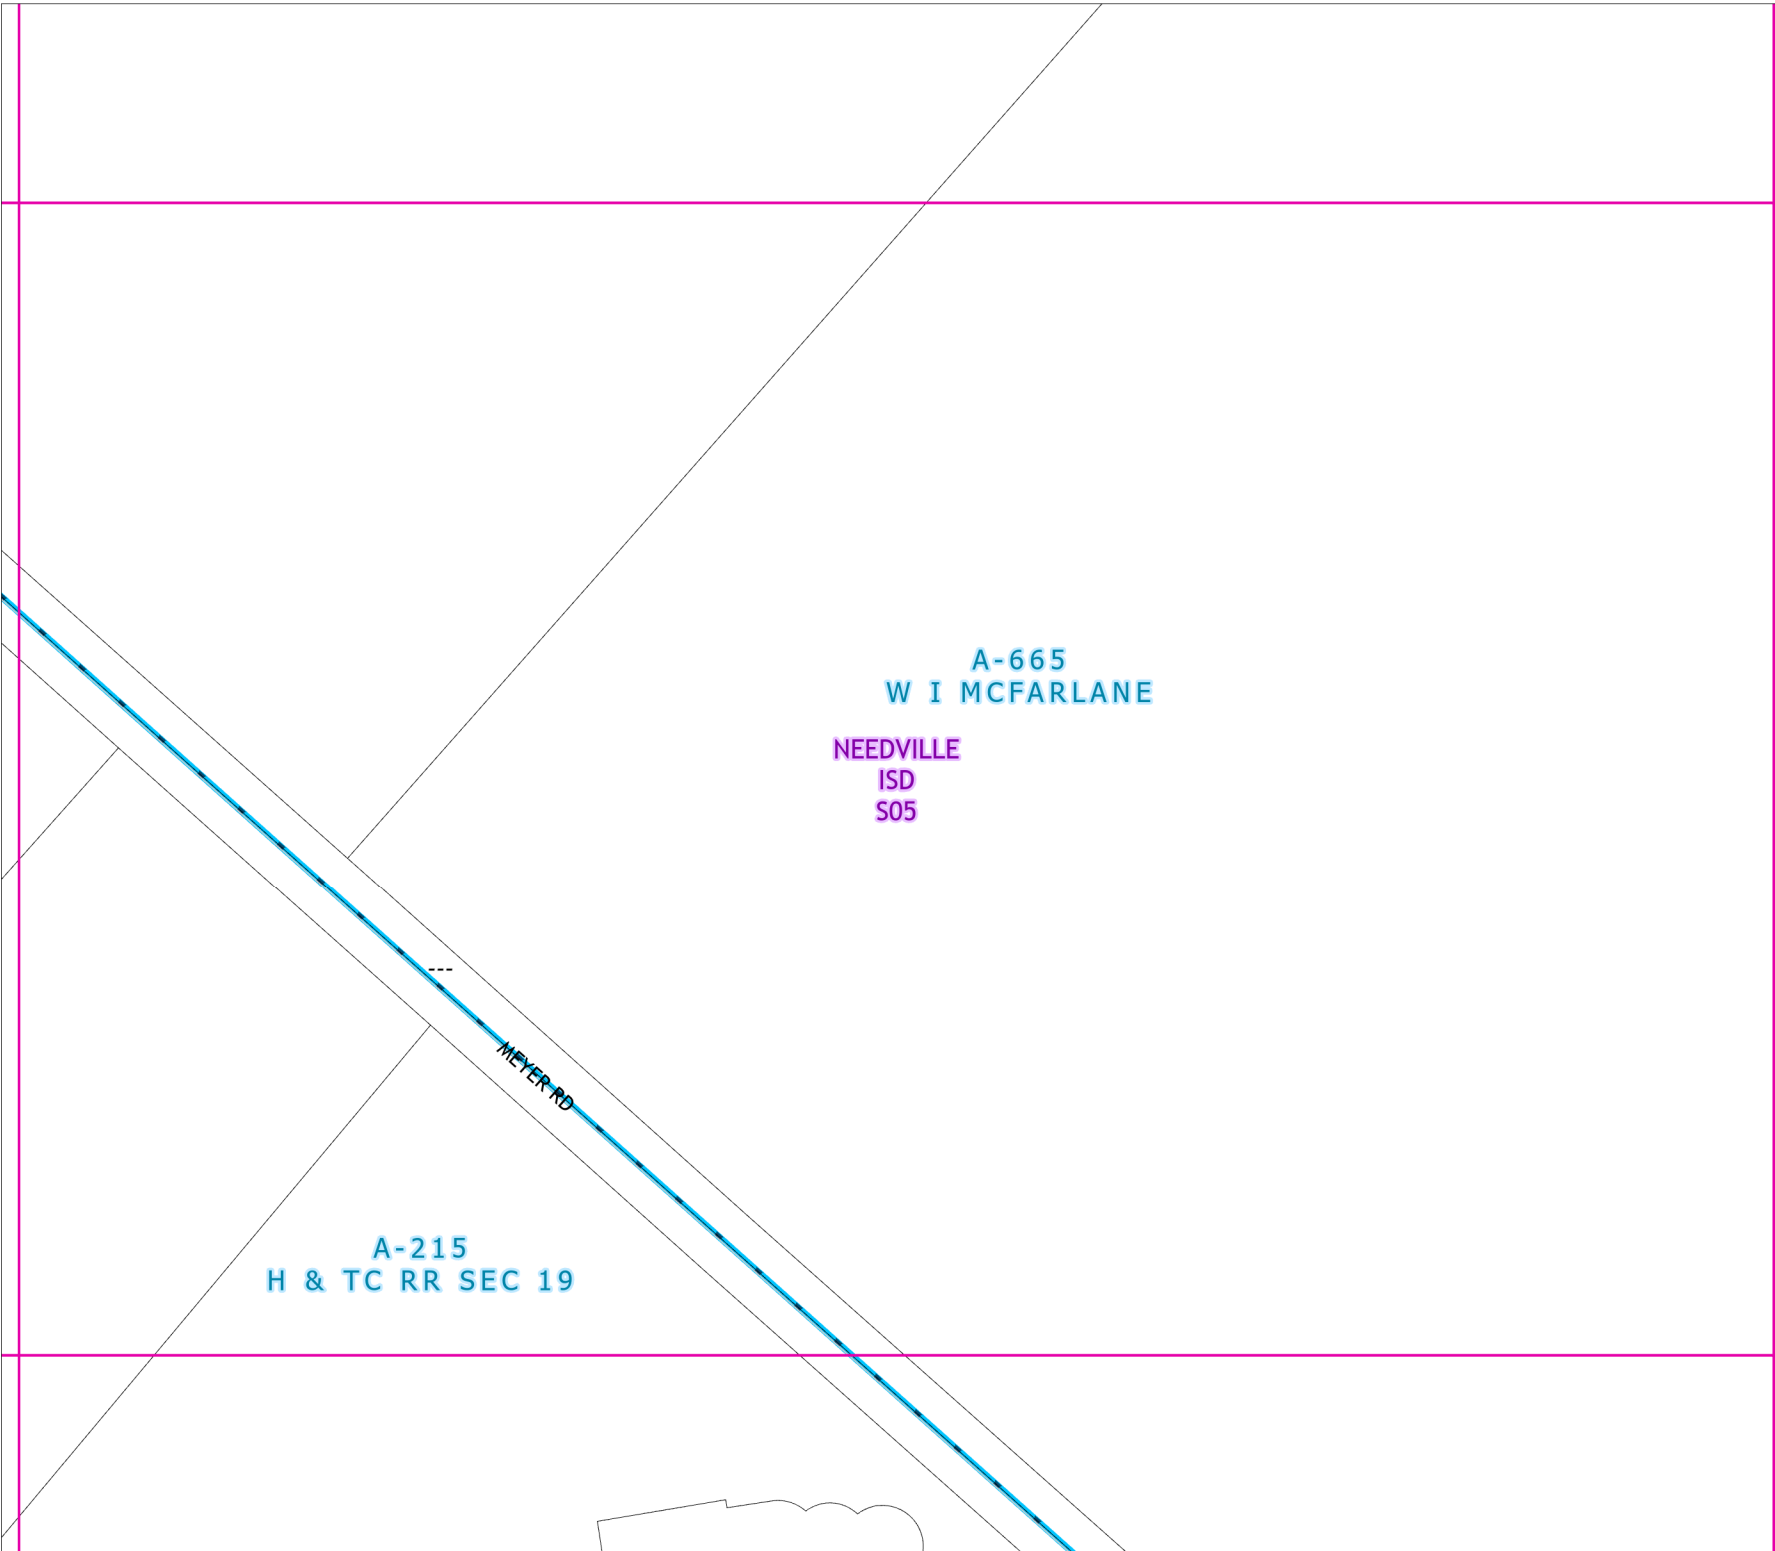 A-665
W I MCFARLANE
NEEDVILLE
ISD
S05
---
MEYER RD
A-215
H & TC RR SEC 19